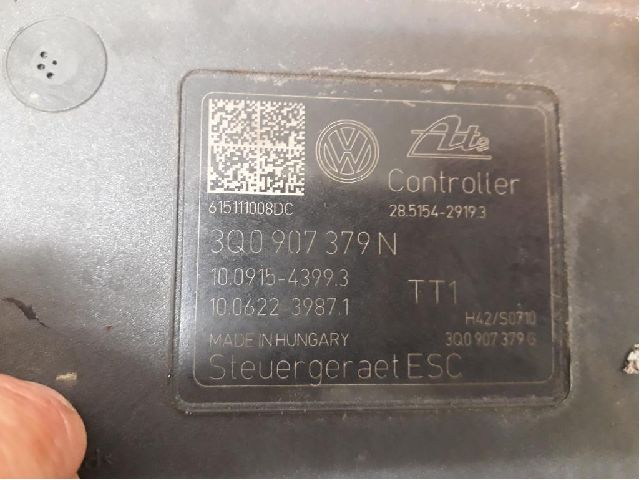 Ate
Controller
615111008DC
28.5154-2919.3
3Q0 907 379 N
10.0915-4399.3
10.0622-3987.1
TT1
H42/S0710
MADE IN HUNGARY
3Q0 907 379 G
Steuergeraet ESC